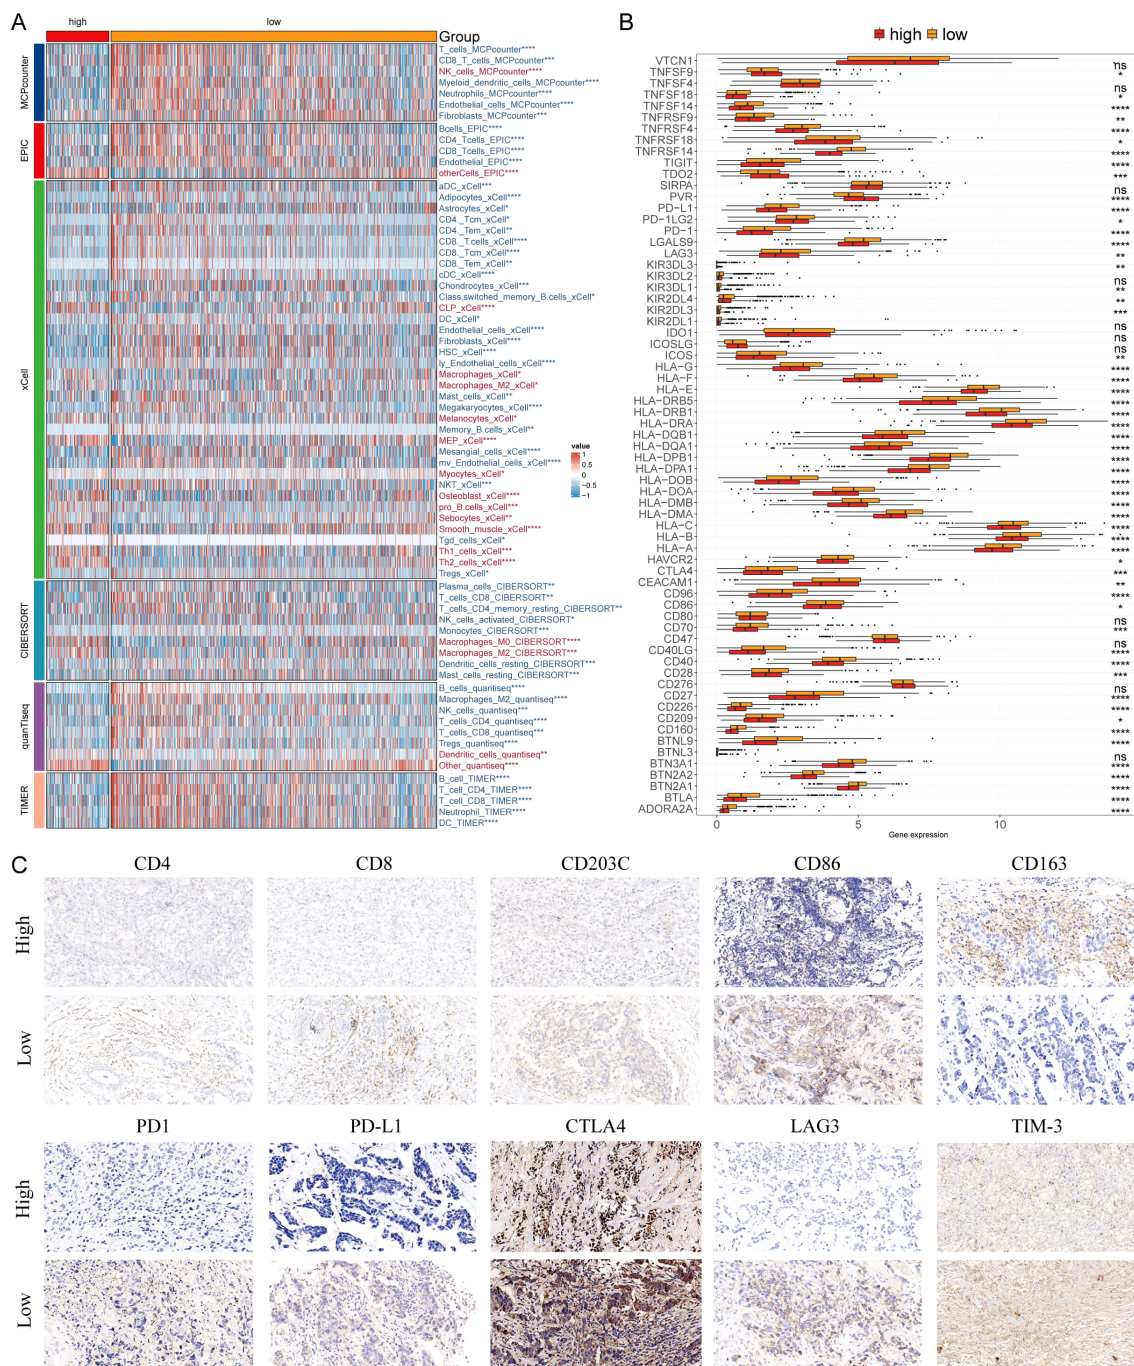 A
high
low
Group
MCPcounter
T_cells_MCPcounter****
CD8_T_cells_MCPcounter***
NK_cells_MCPcounter****
Myeloid_dendritic_cells_MCPcounter****
Neutrophils_MCPcounter****
Endothelial_cells_MCPcounter****
Fibroblasts_MCPcounter***
EPIC
Bcells_EPIC****
CD4_Tcells_EPIC****
CD8_Tcells_EPIC****
Endothelial_EPIC****
otherCells_EPIC****
xCell
aDC_xCell***
Adipocytes_xCell****
Astrocytes_xCell*
CD4._Tcm_xCell*
CD4._Tem_xCell**
CD8._T.cells_xCell****
CD8._Tcm_xCell****
CD8._Tem_xCell**
cDC_xCell****
Chondrocytes_xCell***
Class.switched_memory_B.cells_xCell*
CLP_xCell****
DC_xCell*
Endothelial_cells_xCell****
Fibroblasts_xCell****
HSC_xCell****
ly_Endothelial_cells_xCell****
Macrophages_xCell*
Macrophages_M2_xCell*
Mast_cells_xCell**
Megakaryocytes_xCell****
Melanocytes_xCell*
Memory_B.cells_xCell**
MEP_xCell****
Mesangial_cells_xCell****
mv_Endothelial_cells_xCell****
Myocytes_xCell*
NKT_xCell***
Osteoblast_xCell****
pro_B.cells_xCell***
Sebocytes_xCell**
Smooth_muscle_xCell****
Tgd_cells_xCell*
Th1_cells_xCell***
Th2_cells_xCell****
Tregs_xCell*
value
1
0.5
0
−0.5
−1
CIBERSORT
Plasma_cells_CIBERSORT**
T_cells_CD8_CIBERSORT**
T_cells_CD4_memory_resting_CIBERSORT**
NK_cells_activated_CIBERSORT*
Monocytes_CIBERSORT***
Macrophages_M0_CIBERSORT****
Macrophages_M2_CIBERSORT****
Dendritic_cells_resting_CIBERSORT***
Mast_cells_resting_CIBERSORT***
quanTIseq
B_cells_quantiseq****
Macrophages_M2_quantiseq****
NK_cells_quantiseq***
T_cells_CD4_quantiseq****
T_cells_CD8_quantiseq****
Tregs_quantiseq****
Dendritic_cells_quantiseq**
Other_quantiseq****
TIMER
B_cell_TIMER****
T_cell_CD4_TIMER****
T_cell_CD8_TIMER****
Neutrophil_TIMER****
DC_TIMER****
B
high
low
VTCN1
TNFSF9
TNFSF4
TNFSF18
TNFSF14
TNFRSF9
TNFRSF4
TNFRSF18
TNFRSF14
TIGIT
TDO2
SIRPA
PVR
PD-L1
PD-1LG2
PD-1
LGALS9
LAG3
KIR3DL3
KIR3DL2
KIR3DL1
KIR2DL4
KIR2DL3
KIR2DL1
IDO1
ICOSLG
ICOS
HLA-G
HLA-F
HLA-E
HLA-DRB5
HLA-DRB1
HLA-DRA
HLA-DQB1
HLA-DQA1
HLA-DPB1
HLA-DPA1
HLA-DOB
HLA-DOA
HLA-DMB
HLA-DMA
HLA-C
HLA-B
HLA-A
HAVCR2
CTLA4
CEACAM1
CD96
CD86
CD80
CD70
CD47
CD40LG
CD40
CD28
CD276
CD27
CD226
CD209
CD160
BTNL9
BTNL3
BTN3A1
BTN2A2
BTN2A1
BTLA
ADORA2A
0
5
10
Gene expression
C
CD4
CD8
CD203C
CD86
CD163
High
Low
PD1
PD-L1
CTLA4
LAG3
TIM-3
High
Low